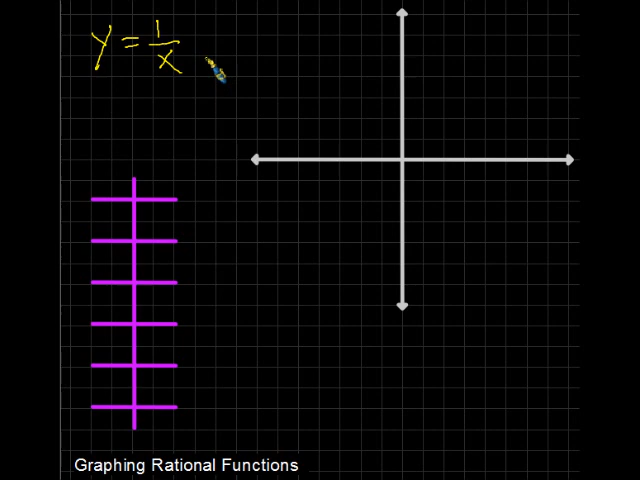 y = 1/x
Graphing Rational Functions